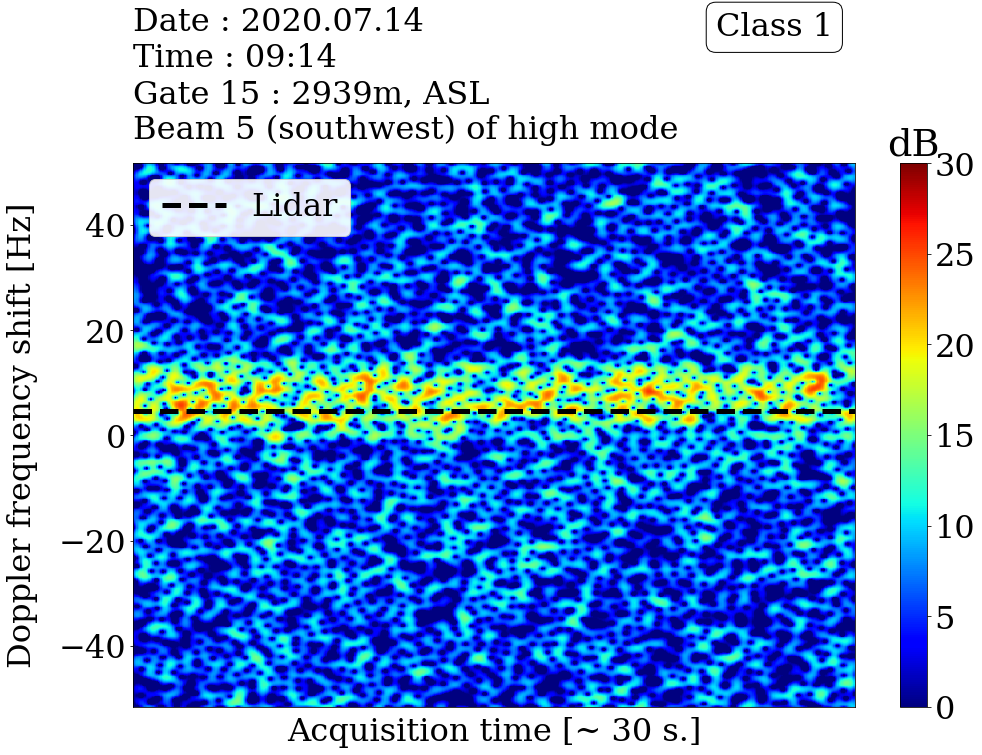 Date : 2020.07.14
Time : 09:14
Gate 15 : 2939m, ASL
Beam 5 (southwest) of high mode
Class 1
dB
Lidar
Doppler frequency shift [Hz]
40
20
0
−20
−40
Acquisition time [~ 30 s.]
30
25
20
15
10
5
0